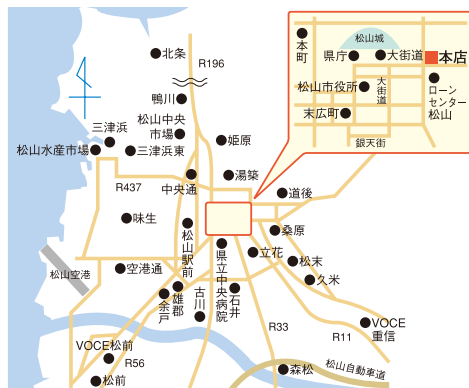 北条
R196
鴨川
松山中央
市場
三津浜
松山水産市場
三津浜東
姫原
R437
中央通
湯築
道後
味生
松山
駅前
桑原
県立
中央
病院
立花
松末
久米
松山空港
空港通
余戸
雄郡
古川
石井
VOCE
重信
R33
R11
VOCE松前
R56
松前
森松
松山自動車道
本町
松山城
県庁
大街道
本店
松山市役所
大街道
ローン
センター
松山
末広町
銀天街